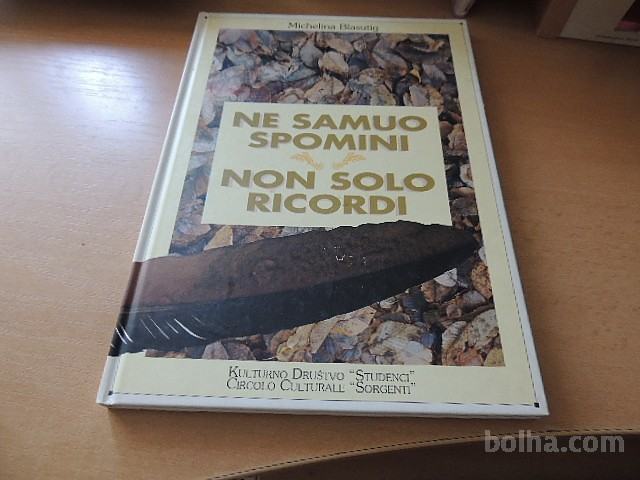 Michelina Blasutig
NE SAMUO
SPOMINI
NON SOLO
RICORDI
KULTURNO DRUŠTVO "STUDENCI"
CIRCOLO CULTURALE "SORGENTI"
bolha.com